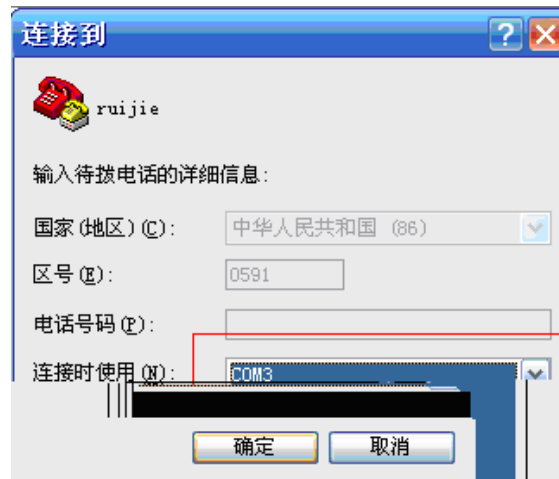 连接到
ruijie
输入待拨电话的详细信息:
国家(地区)(C): 中华人民共和国 (86)
区号(E): 0591
电话号码(P):
连接时使用(N): COM3
确定 取消